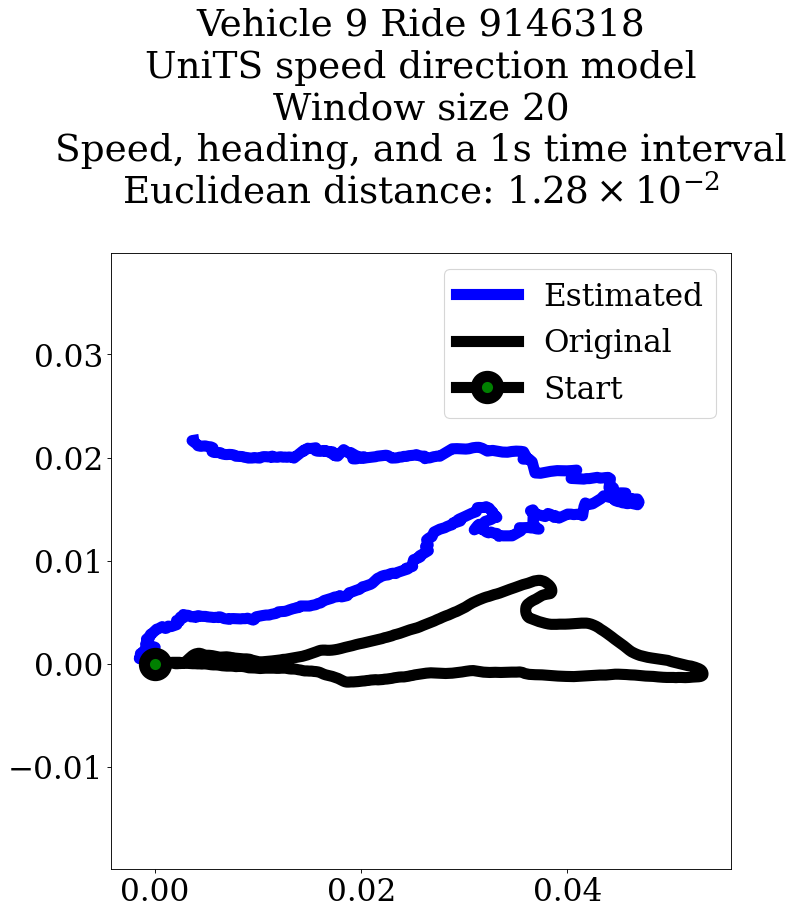 Vehicle 9 Ride 9146318
UniTS speed direction model
Window size 20
Speed, heading, and a 1s time interval
Euclidean distance: 1.28 × 10⁻²
Estimated
Original
Start
0.03
0.02
0.01
0.00
−0.01
0.00 0.02 0.04